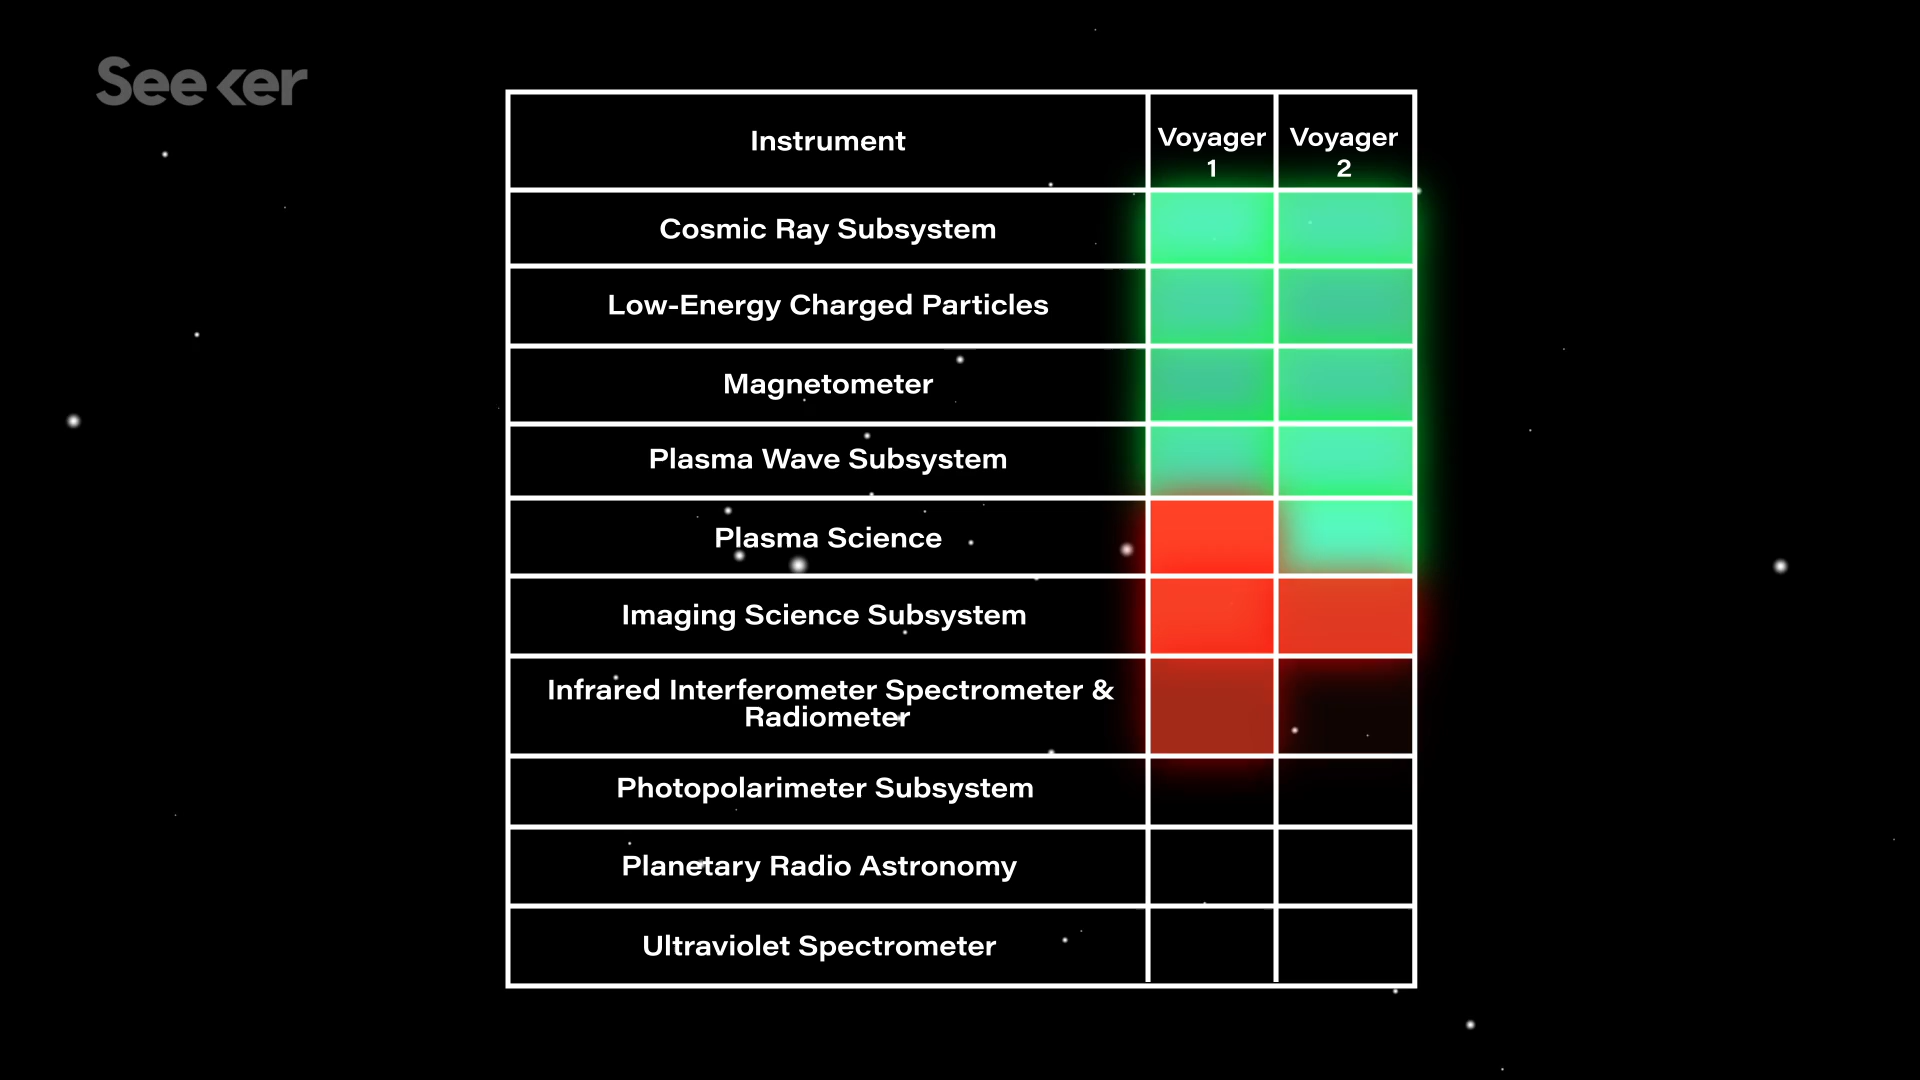 Seeker
Instrument
Voyager
1
Voyager
2
Cosmic Ray Subsystem
Low-Energy Charged Particles
Magnetometer
Plasma Wave Subsystem
Plasma Science
Imaging Science Subsystem
Infrared Interferometer Spectrometer &
Radiometer
Photopolarimeter Subsystem
Planetary Radio Astronomy
Ultraviolet Spectrometer